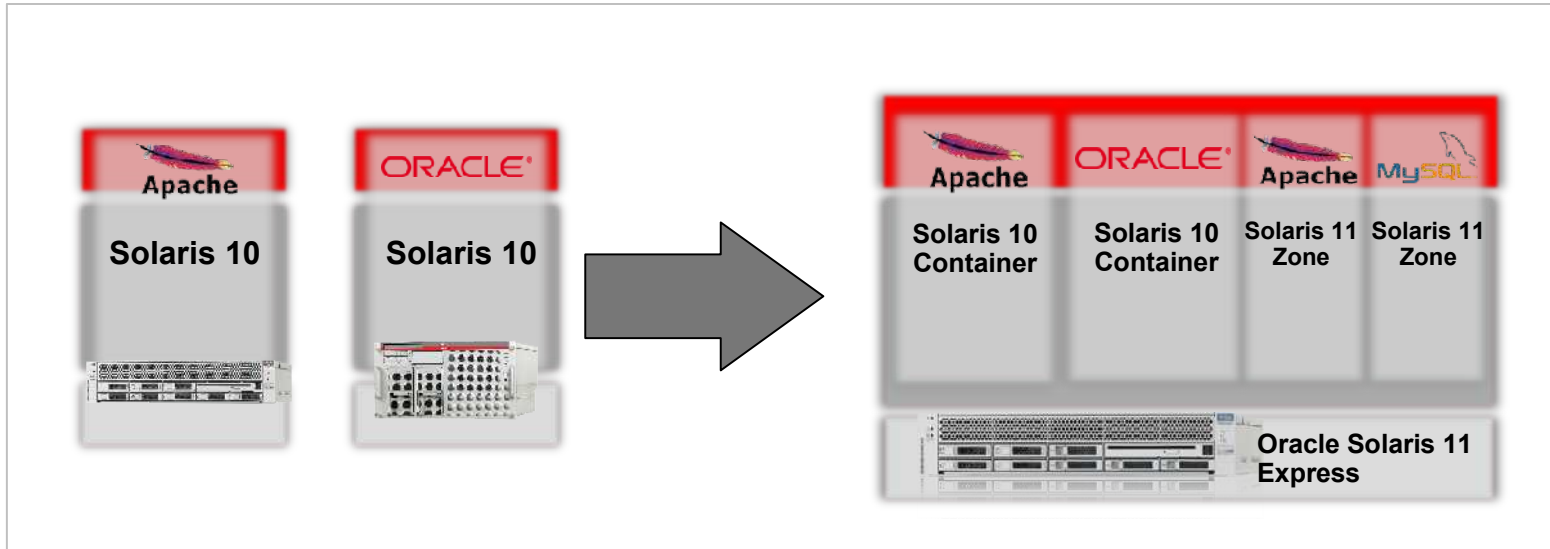 Apache
Solaris 10
ORACLE®
Solaris 10
Apache
Solaris 10
Container
ORACLE®
Solaris 10
Container
Apache
Solaris 11
Zone
MySQL
Solaris 11
Zone
Oracle Solaris 11
Express